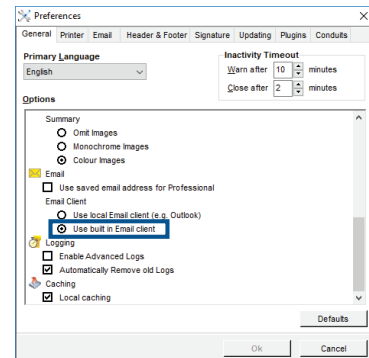 Preferences
General Printer Email Header & Footer Signature Updating Plugins Conduits
Primary Language
English
Inactivity Timeout
Warn after 10 minutes
Close after 2 minutes
Options
Summary
Omit Images
Monochrome Images
Colour Images
Email
Use saved email address for Professional
Email Client
Use local Email client (e.g. Outlook)
Use built in Email client
Logging
Enable Advanced Logs
Automatically Remove old Logs
Caching
Local caching
Defaults
Ok Cancel